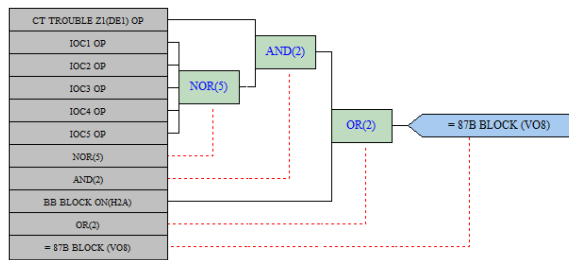 CT TROUBLE Z1(DE1) OP
IOC1 OP
IOC2 OP
IOC3 OP
IOC4 OP
IOC5 OP
NOR(5)
AND(2)
BB BLOCK ON(H2A)
OR(2)
= 87B BLOCK (VO8)
NOR(5)
AND(2)
OR(2)
= 87B BLOCK (VO8)